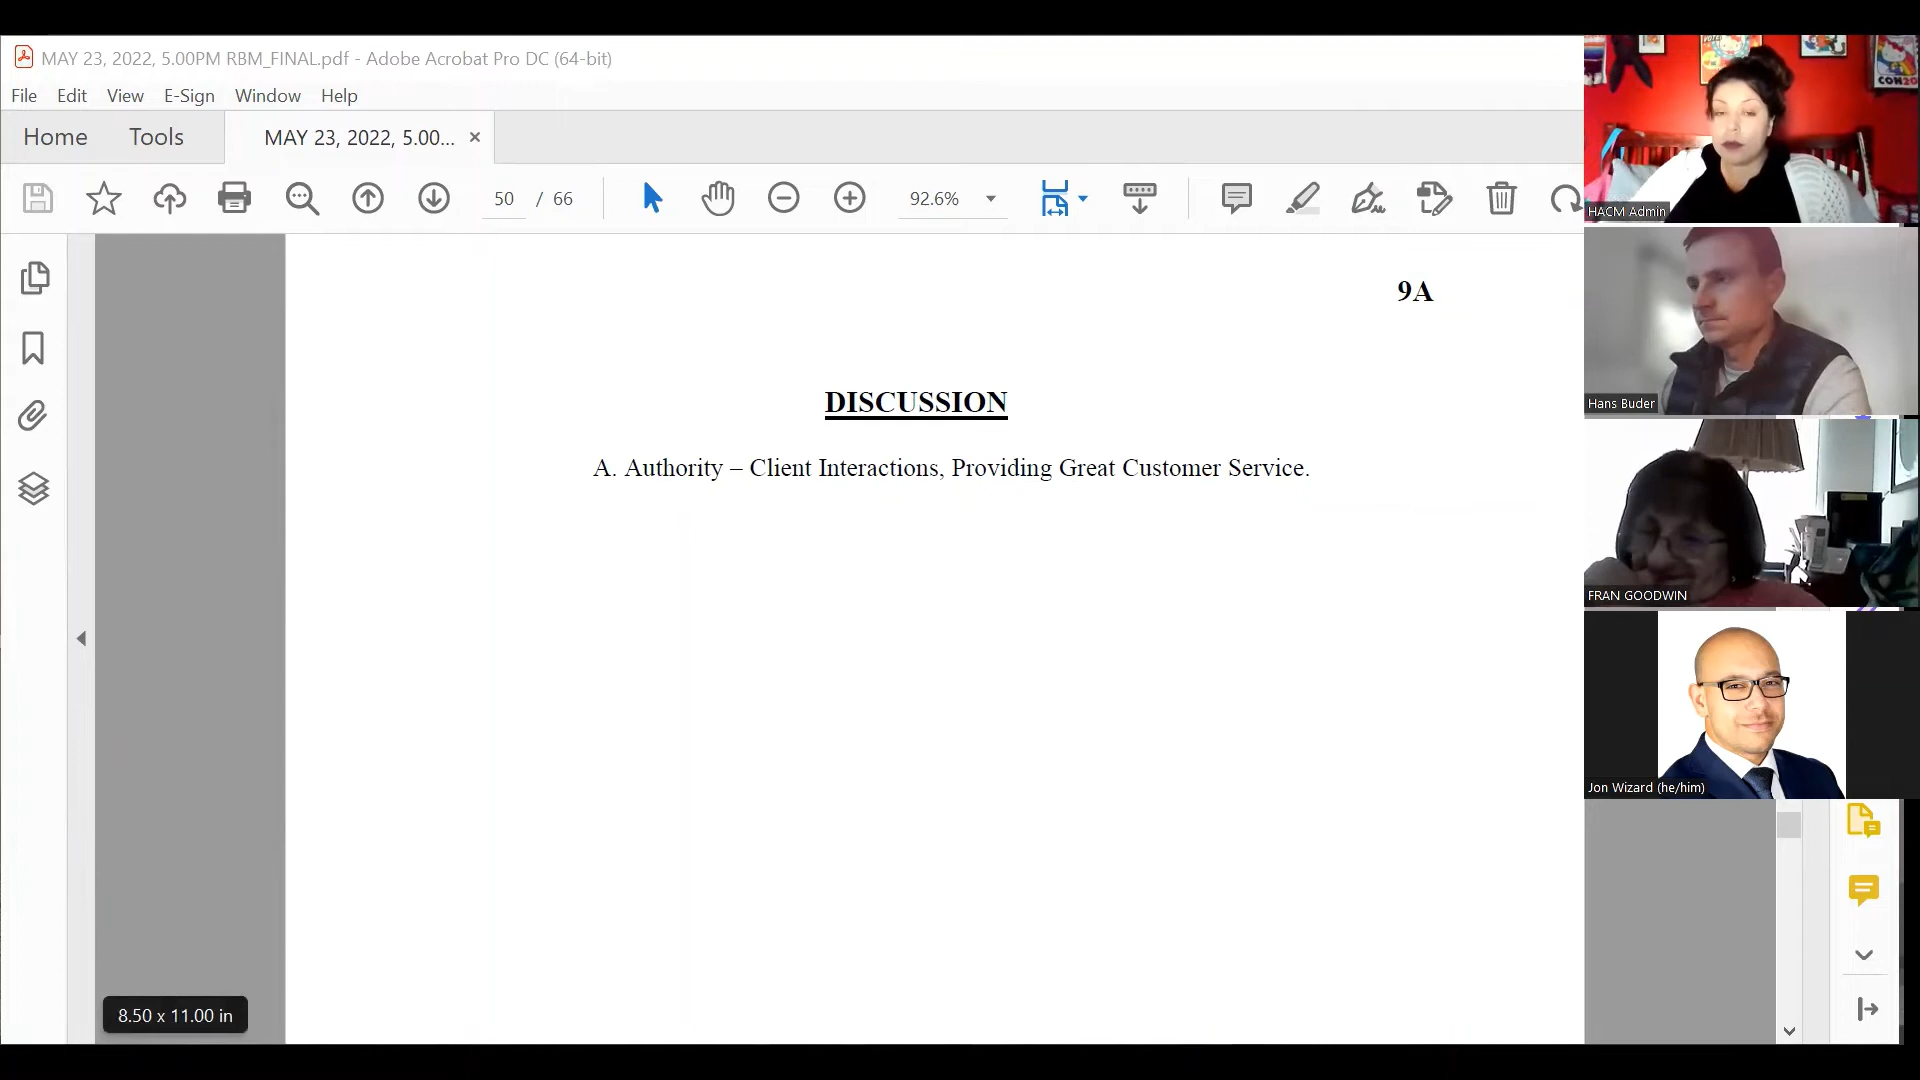 MAY 23, 2022, 5.00PM RBM_FINAL.pdf - Adobe Acrobat Pro DC (64-bit)
File Edit View E-Sign Window Help
Home Tools MAY 23, 2022, 5.00... ×
50 / 66 92.6%
9A
DISCUSSION
A. Authority – Client Interactions, Providing Great Customer Service.
8.50 x 11.00 in
CON20
HACM Admin
Hans Buder
FRAN GOODWIN
Jon Wizard (he/him)